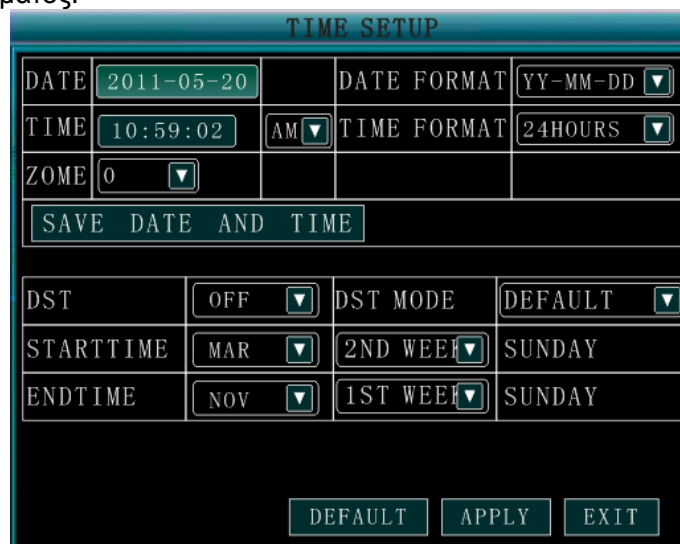 TIME SETUP
DATE 2011-05-20 DATE FORMAT YY-MM-DD
TIME 10:59:02 AM TIME FORMAT 24HOURS
ZOME 0
SAVE DATE AND TIME
DST OFF DST MODE DEFAULT
STARTTIME MAR 2ND WEEK SUNDAY
ENDTIME NOV 1ST WEEK SUNDAY
DEFAULT APPLY EXIT